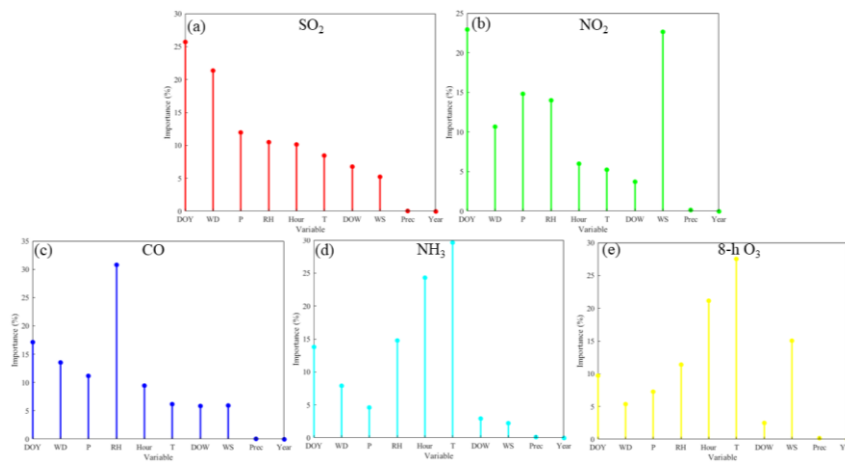 (a) SO₂
Importance (%)
30
25
20
15
10
5
0
DOY WD P RH Hour T DOW WS Prec Year
Variable
(b) NO₂
Importance (%)
25
20
15
10
5
0
DOY WD P RH Hour T DOW WS Prec Year
Variable
(c) CO
Importance (%)
35
30
25
20
15
10
5
0
DOY WD P RH Hour T DOW WS Prec Year
Variable
(d) NH₃
Importance (%)
30
25
20
15
10
5
0
DOY WD P RH Hour T DOW WS Prec Year
Variable
(e) 8-h O₃
Importance (%)
30
25
20
15
10
5
0
DOY WD P RH Hour T DOW WS Prec Y
Variable